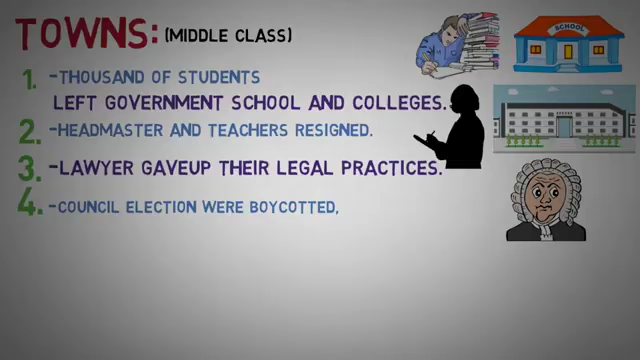 TOWNS: (MIDDLE CLASS)
SCHOOL
1. -THOUSAND OF STUDENTS
LEFT GOVERNMENT SCHOOL AND COLLEGES.
2. -HEADMASTER AND TEACHERS RESIGNED.
3. -LAWYER GAVEUP THEIR LEGAL PRACTICES.
4. -COUNCIL ELECTION WERE BOYCOTTED,